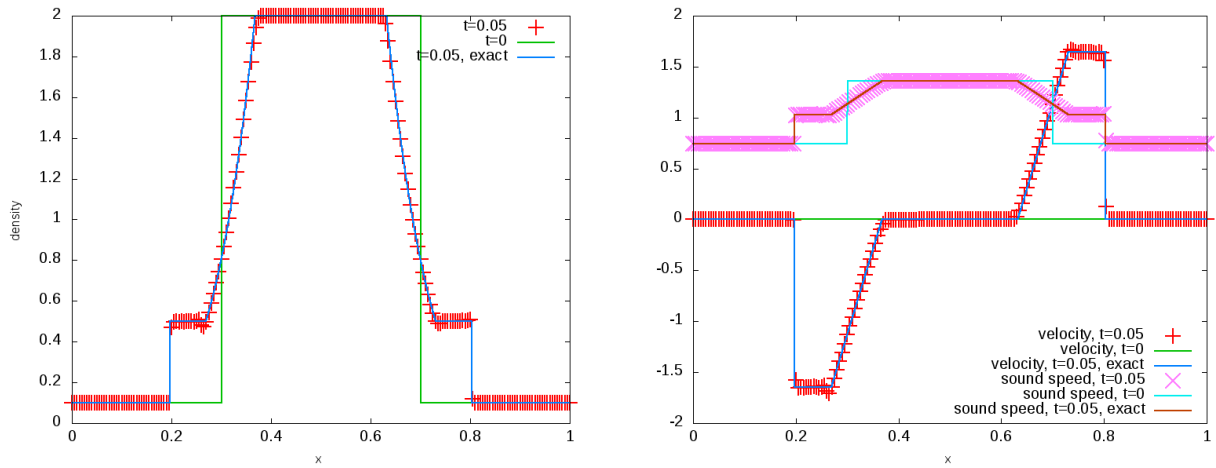 2
1.8
1.6
1.4
1.2
1
0.8
0.6
0.4
0.2
0
density
0
0.2
0.4
0.6
0.8
1
x
t=0.05
t=0
t=0.05, exact
2
1.5
1
0.5
0
-0.5
-1
-1.5
-2
0
0.2
0.4
0.6
0.8
1
x
velocity, t=0.05
velocity, t=0
velocity, t=0.05, exact
sound speed, t=0.05
sound speed, t=0
sound speed, t=0.05, exact